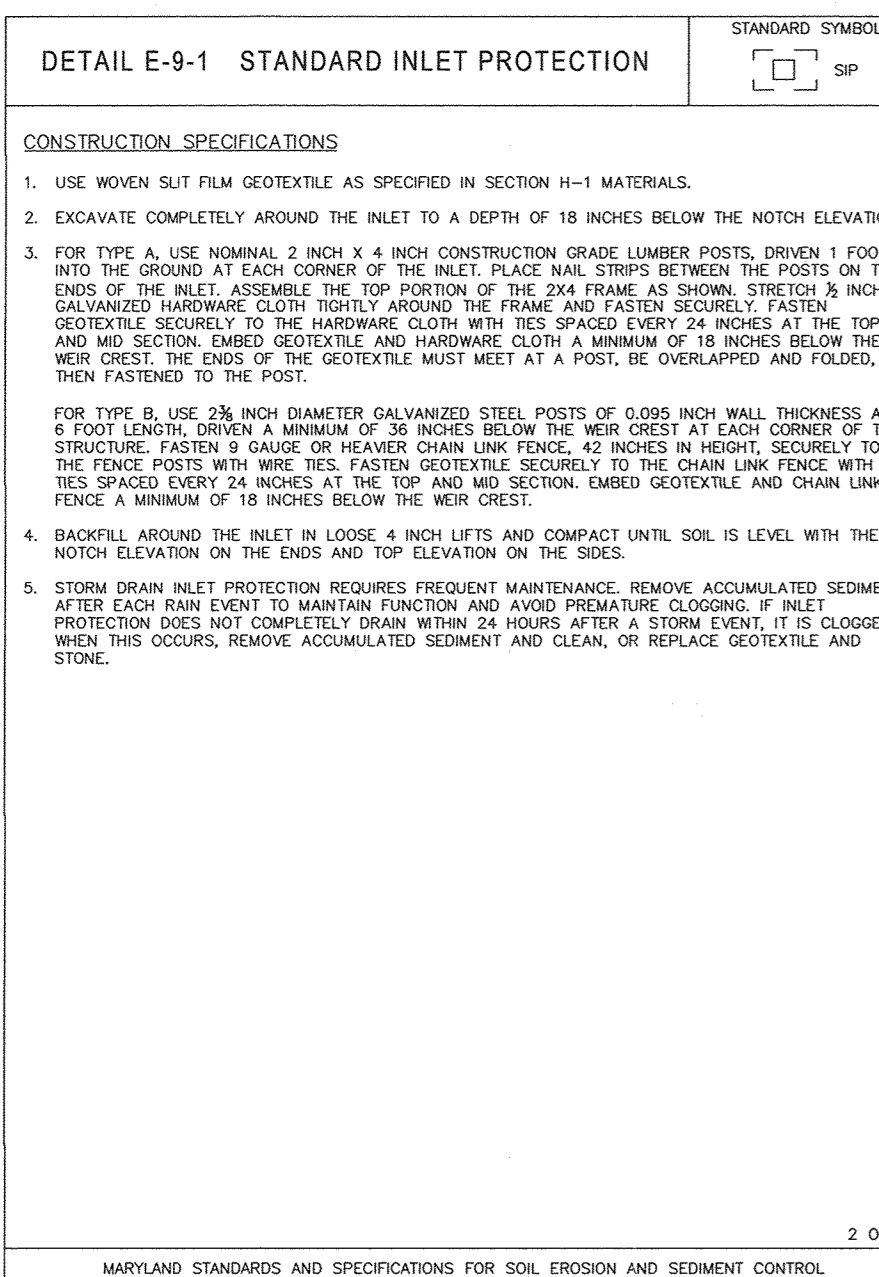 STANDARD SYMBOL
DETAIL E-9-1 STANDARD INLET PROTECTION
SIP
CONSTRUCTION SPECIFICATIONS
1. USE WOVEN SLIT FILM GEOTEXTILE AS SPECIFIED IN SECTION H-1 MATERIALS.
2. EXCAVATE COMPLETELY AROUND THE INLET TO A DEPTH OF 18 INCHES BELOW THE NOTCH ELEVATI
3. FOR TYPE A, USE NOMINAL 2 INCH X 4 INCH CONSTRUCTION GRADE LUMBER POSTS, DRIVEN 1 FOO
INTO THE GROUND AT EACH CORNER OF THE INLET. PLACE NAIL STRIPS BETWEEN THE POSTS ON T
ENDS OF THE INLET. ASSEMBLE THE TOP PORTION OF THE 2X4 FRAME AS SHOWN. STRETCH ½ INCH
GALVANIZED HARDWARE CLOTH TIGHTLY AROUND THE FRAME AND FASTEN SECURELY. FASTEN
GEOTEXTILE SECURELY TO THE HARDWARE CLOTH WITH TIES SPACED EVERY 24 INCHES AT THE TOP
AND MID SECTION. EMBED GEOTEXTILE AND HARDWARE CLOTH A MINIMUM OF 18 INCHES BELOW THE
WEIR CREST. THE ENDS OF THE GEOTEXTILE MUST MEET AT A POST, BE OVERLAPPED AND FOLDED,
THEN FASTENED TO THE POST.
FOR TYPE B, USE 2⅜ INCH DIAMETER GALVANIZED STEEL POSTS OF 0.095 INCH WALL THICKNESS A
6 FOOT LENGTH, DRIVEN A MINIMUM OF 36 INCHES BELOW THE WEIR CREST AT EACH CORNER OF T
STRUCTURE. FASTEN 9 GAUGE OR HEAVIER CHAIN LINK FENCE, 42 INCHES IN HEIGHT, SECURELY TO
THE FENCE POSTS WITH WIRE TIES. FASTEN GEOTEXTILE SECURELY TO THE CHAIN LINK FENCE WITH
TIES SPACED EVERY 24 INCHES AT THE TOP AND MID SECTION. EMBED GEOTEXTILE AND CHAIN LINK
FENCE A MINIMUM OF 18 INCHES BELOW THE WEIR CREST.
4. BACKFILL AROUND THE INLET IN LOOSE 4 INCH LIFTS AND COMPACT UNTIL SOIL IS LEVEL WITH THE
NOTCH ELEVATION ON THE ENDS AND TOP ELEVATION ON THE SIDES.
5. STORM DRAIN INLET PROTECTION REQUIRES FREQUENT MAINTENANCE. REMOVE ACCUMULATED SEDIME
AFTER EACH RAIN EVENT TO MAINTAIN FUNCTION AND AVOID PREMATURE CLOGGING. IF INLET
PROTECTION DOES NOT COMPLETELY DRAIN WITHIN 24 HOURS AFTER A STORM EVENT, IT IS CLOGGE
WHEN THIS OCCURS, REMOVE ACCUMULATED SEDIMENT AND CLEAN, OR REPLACE GEOTEXTILE AND
STONE.
2 O
MARYLAND STANDARDS AND SPECIFICATIONS FOR SOIL EROSION AND SEDIMENT CONTROL